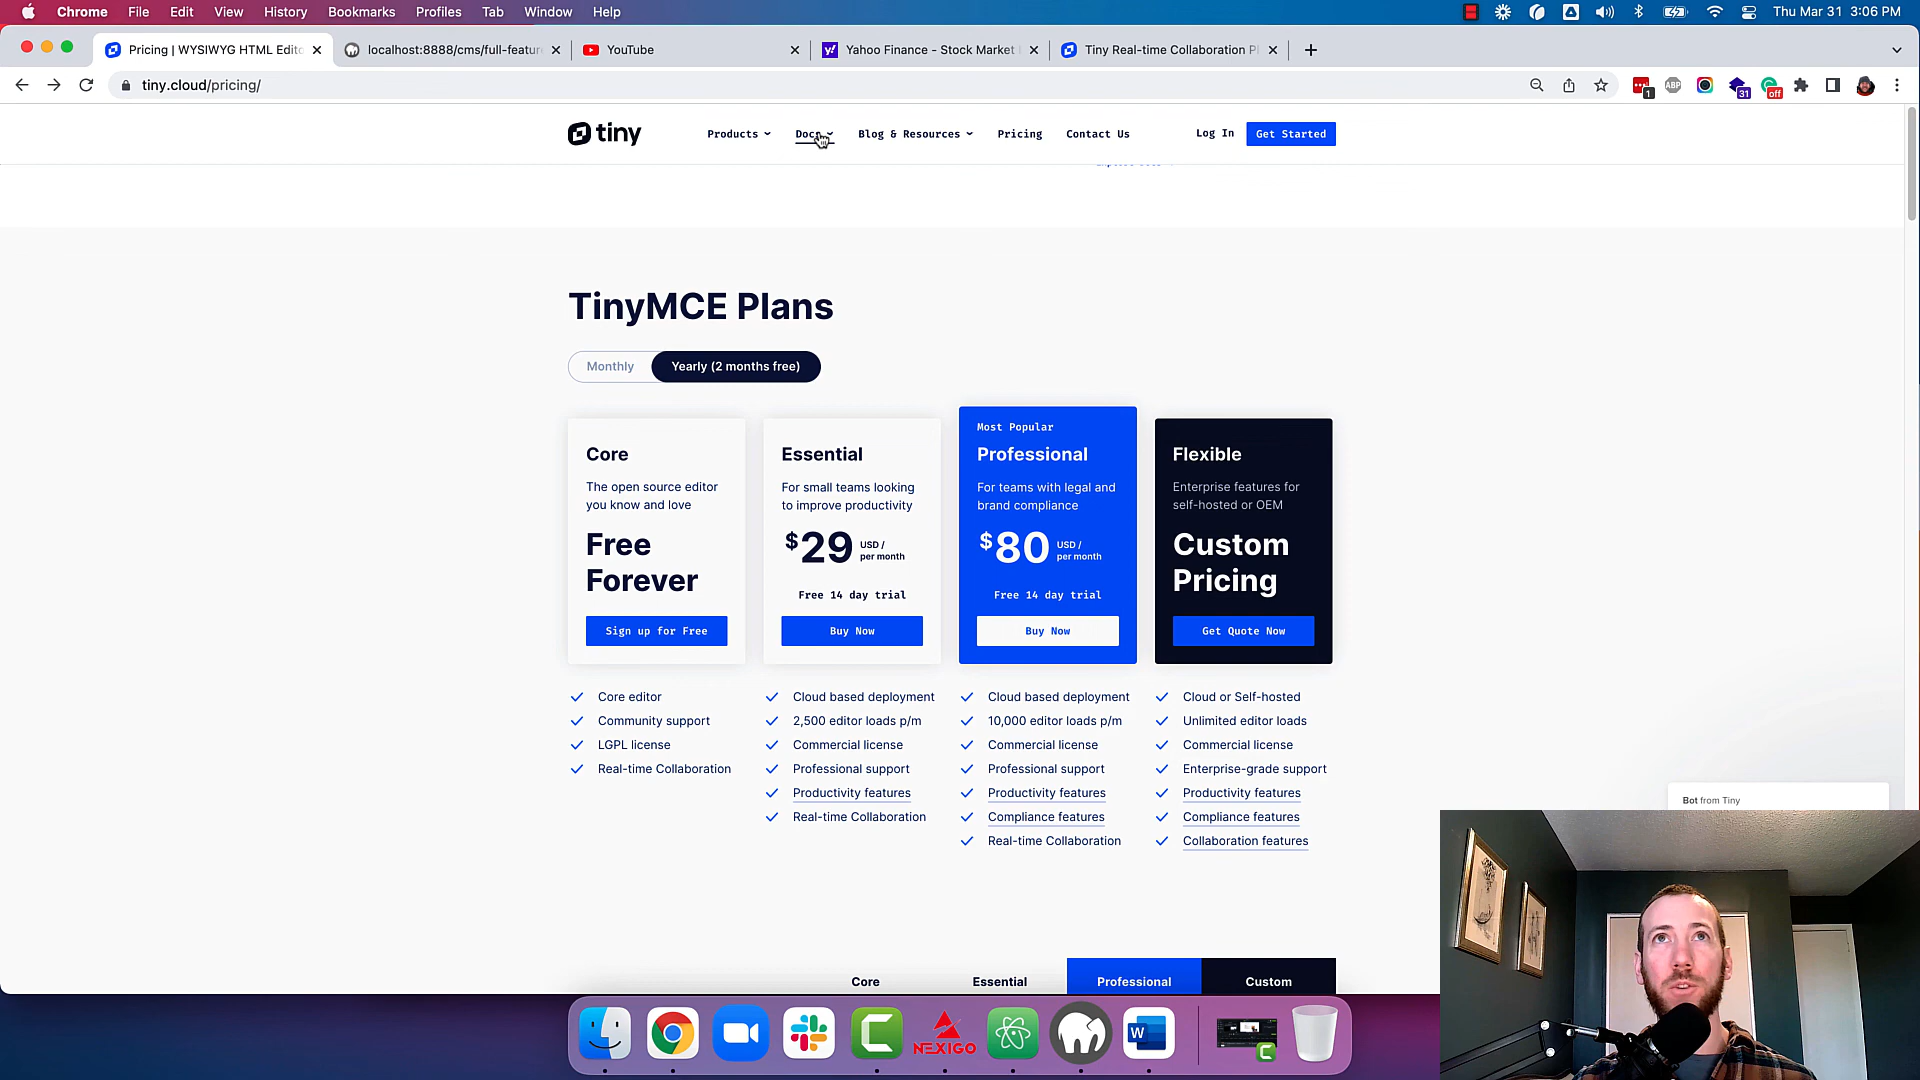 Chrome File Edit View History Bookmarks Profiles Tab Window Help Thu Mar 31 3:06 PM
Pricing | WYSIWYG HTML Edito localhost:8888/cms/full-featur YouTube Yahoo Finance - Stock Market Tiny Real-time Collaboration P
tiny.cloud/pricing/ 1 ABP 31 off
tiny Products Docs Blog & Resources Pricing Contact Us Log In Get Started
TinyMCE Plans
Monthly Yearly (2 months free)
Most Popular
Core Essential Professional Flexible
The open source editor For small teams looking For teams with legal and Enterprise features for
you know and love to improve productivity brand compliance self-hosted or OEM
Free $29 USD / per month $80 USD / per month Custom
Forever Pricing
Free 14 day trial Free 14 day trial
Sign up for Free Buy Now Buy Now Get Quote Now
Core editor Cloud based deployment Cloud based deployment Cloud or Self-hosted
Community support 2,500 editor loads p/m 10,000 editor loads p/m Unlimited editor loads
LGPL license Commercial license Commercial license Commercial license
Real-time Collaboration Professional support Professional support Enterprise-grade support
Productivity features Productivity features Productivity features
Real-time Collaboration Compliance features Compliance features
Real-time Collaboration Collaboration features
Bot from Tiny
Core Essential Professional Custom
NEXIGO
W